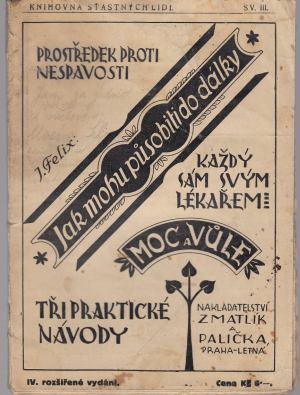 KNIHOVNA ŠŤASTNÝCH LIDÍ.
SV. III.
PROSTŘEDEK PROTI
NESPAVOSTI
J. Felix:
Jak mohu působiti do dálky
KAŽDÝ
SÁM SVÝM
LÉKAŘEM!!!
MOC A VŮLE
TŘI PRAKTICKÉ
NÁVODY
NAKLADATELSTVÍ
ZMATLÍK
A
PALIČKA,
PRAHA-LETNÁ.
IV. rozšířené vydání.
Cena Kč 6·—.